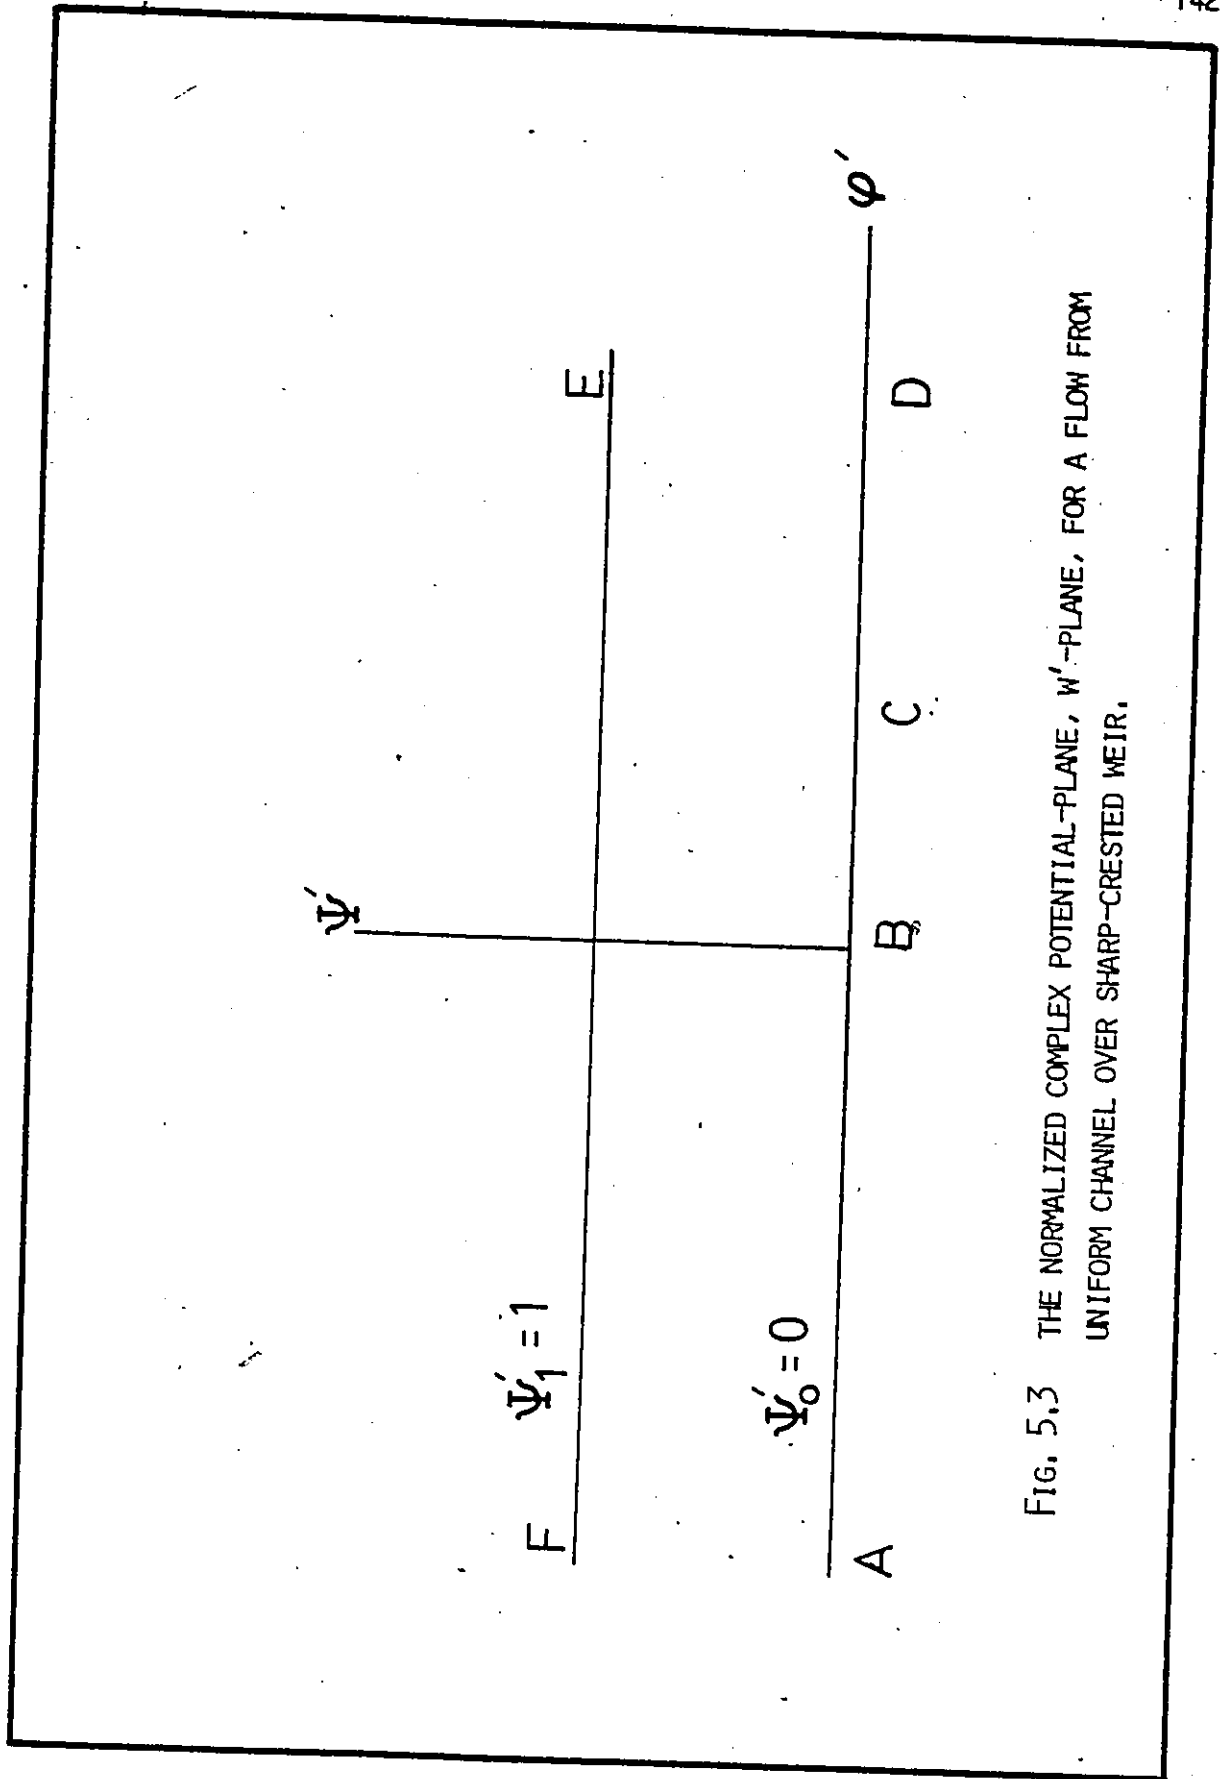 Ψ′
F Ψ′₁ = 1 E
Ψ′₀ = 0 φ′
A B C D
FIG. 5.3 THE NORMALIZED COMPLEX POTENTIAL-PLANE, W′-PLANE, FOR A FLOW FROM
UNIFORM CHANNEL OVER SHARP-CRESTED WEIR.